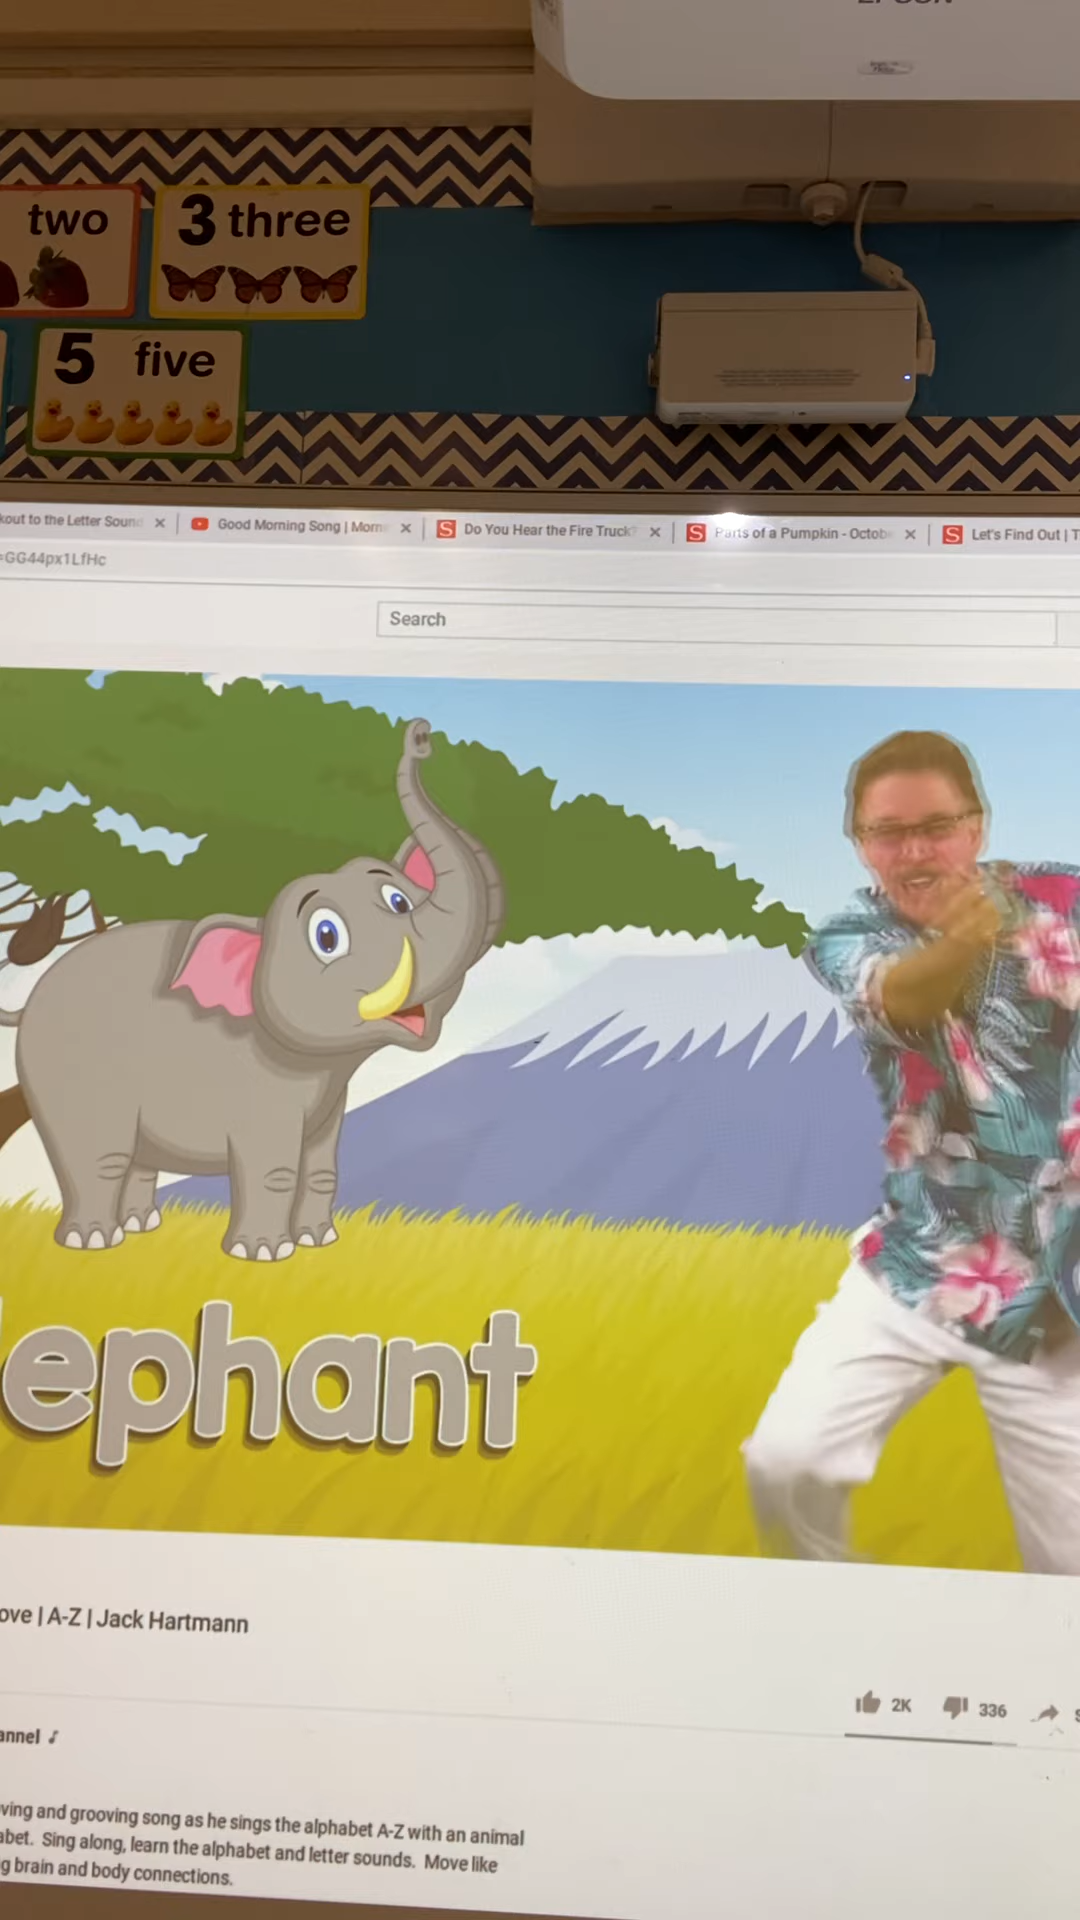 two
3 three
5 five
kout to the Letter Sound
Good Morning Song | Morn
Do You Hear the Fire Truck?
Parts of a Pumpkin - Octob
Let's Find Out | T
=GG44px1LfHc
Search
lephant
ove | A-Z | Jack Hartmann
2K
336
S
annel
ving and grooving song as he sings the alphabet A-Z with an animal
abet. Sing along, learn the alphabet and letter sounds. Move like
g brain and body connections.